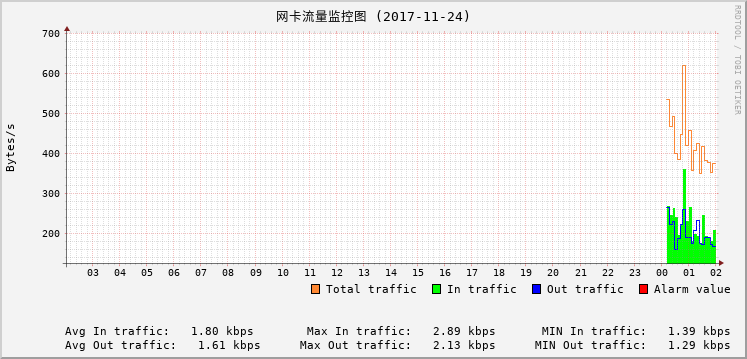 网卡流量监控图 (2017-11-24)
RRDTOOL / TOBI OETIKER
Bytes/s
700
600
500
400
300
200
03 04 05 06 07 08 09 10 11 12 13 14 15 16 17 18 19 20 21 22 23 00 01 02
Total traffic In traffic Out traffic Alarm value
Avg In traffic: 1.80 kbps Max In traffic: 2.89 kbps MIN In traffic: 1.39 kbps
Avg Out traffic: 1.61 kbps Max Out traffic: 2.13 kbps MIN Out traffic: 1.29 kbps